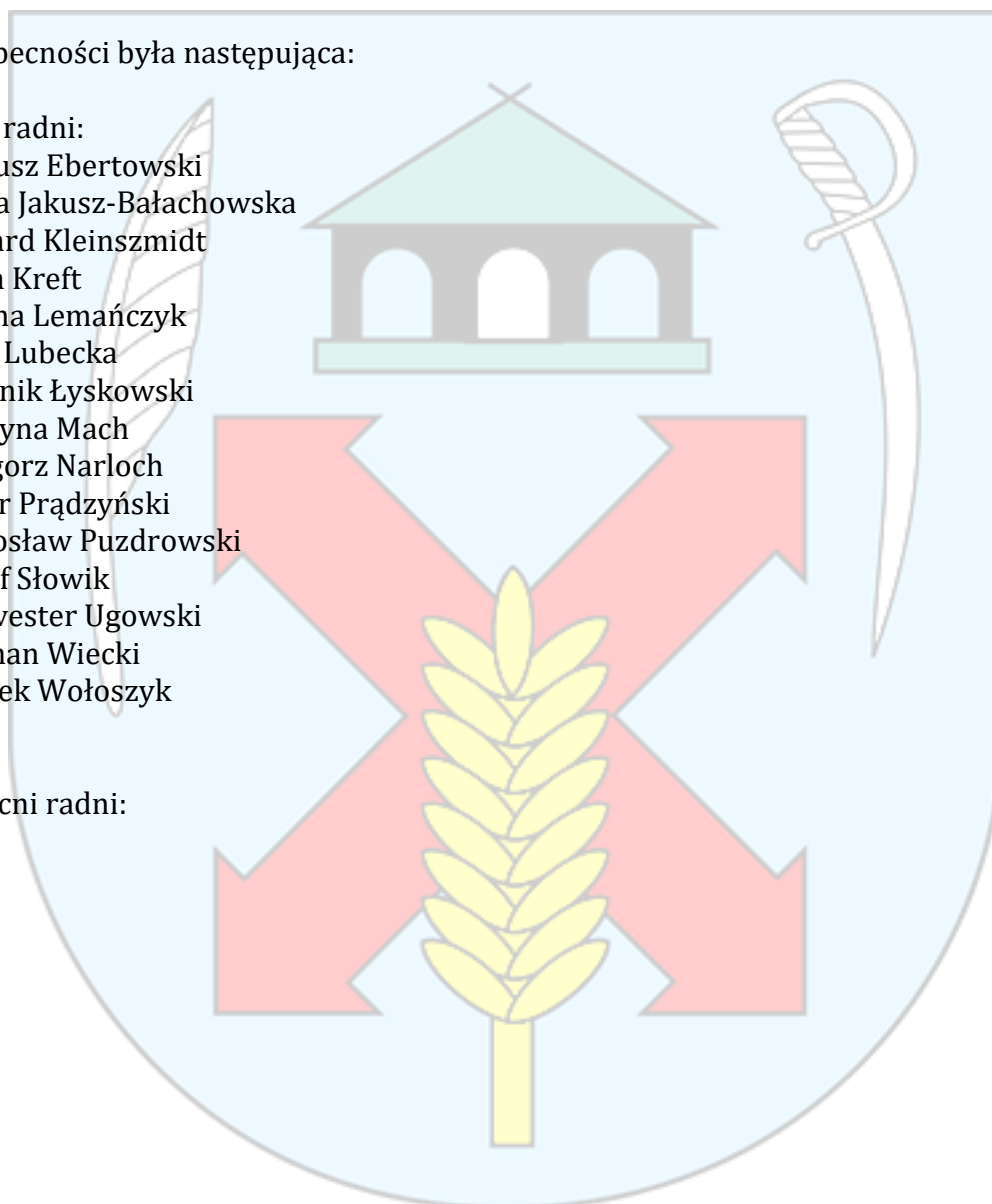 becności była następująca:
radni:
usz Ebertowski
a Jakusz-Bałachowska
ard Kleinszmidt
Kreft
na Lemańczyk
Lubecka
nik Łyskowski
yna Mach
gorz Narloch
r Prądzyński
osław Puzdrowski
f Słowik
vester Ugowski
nan Wiecki
ek Wołoszyk
cni radni: